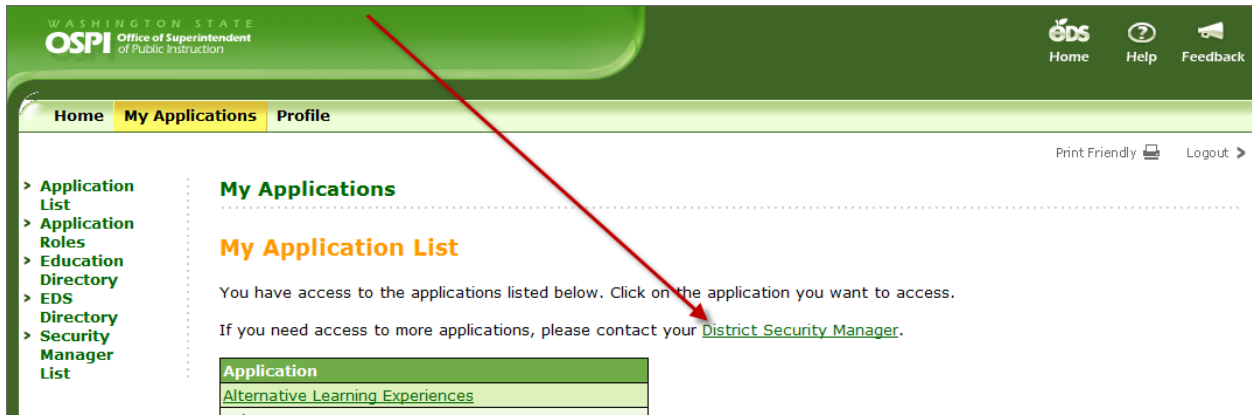 WASHINGTON STATE
OSPI Office of Superintendent
of Public Instruction
eds
Home Help Feedback
Home My Applications Profile
Print Friendly Logout >
> Application
List
> Application
Roles
> Education
Directory
> EDS
Directory
> Security
Manager
List
My Applications
My Application List
You have access to the applications listed below. Click on the application you want to access.
If you need access to more applications, please contact your District Security Manager.
Application
Alternative Learning Experiences